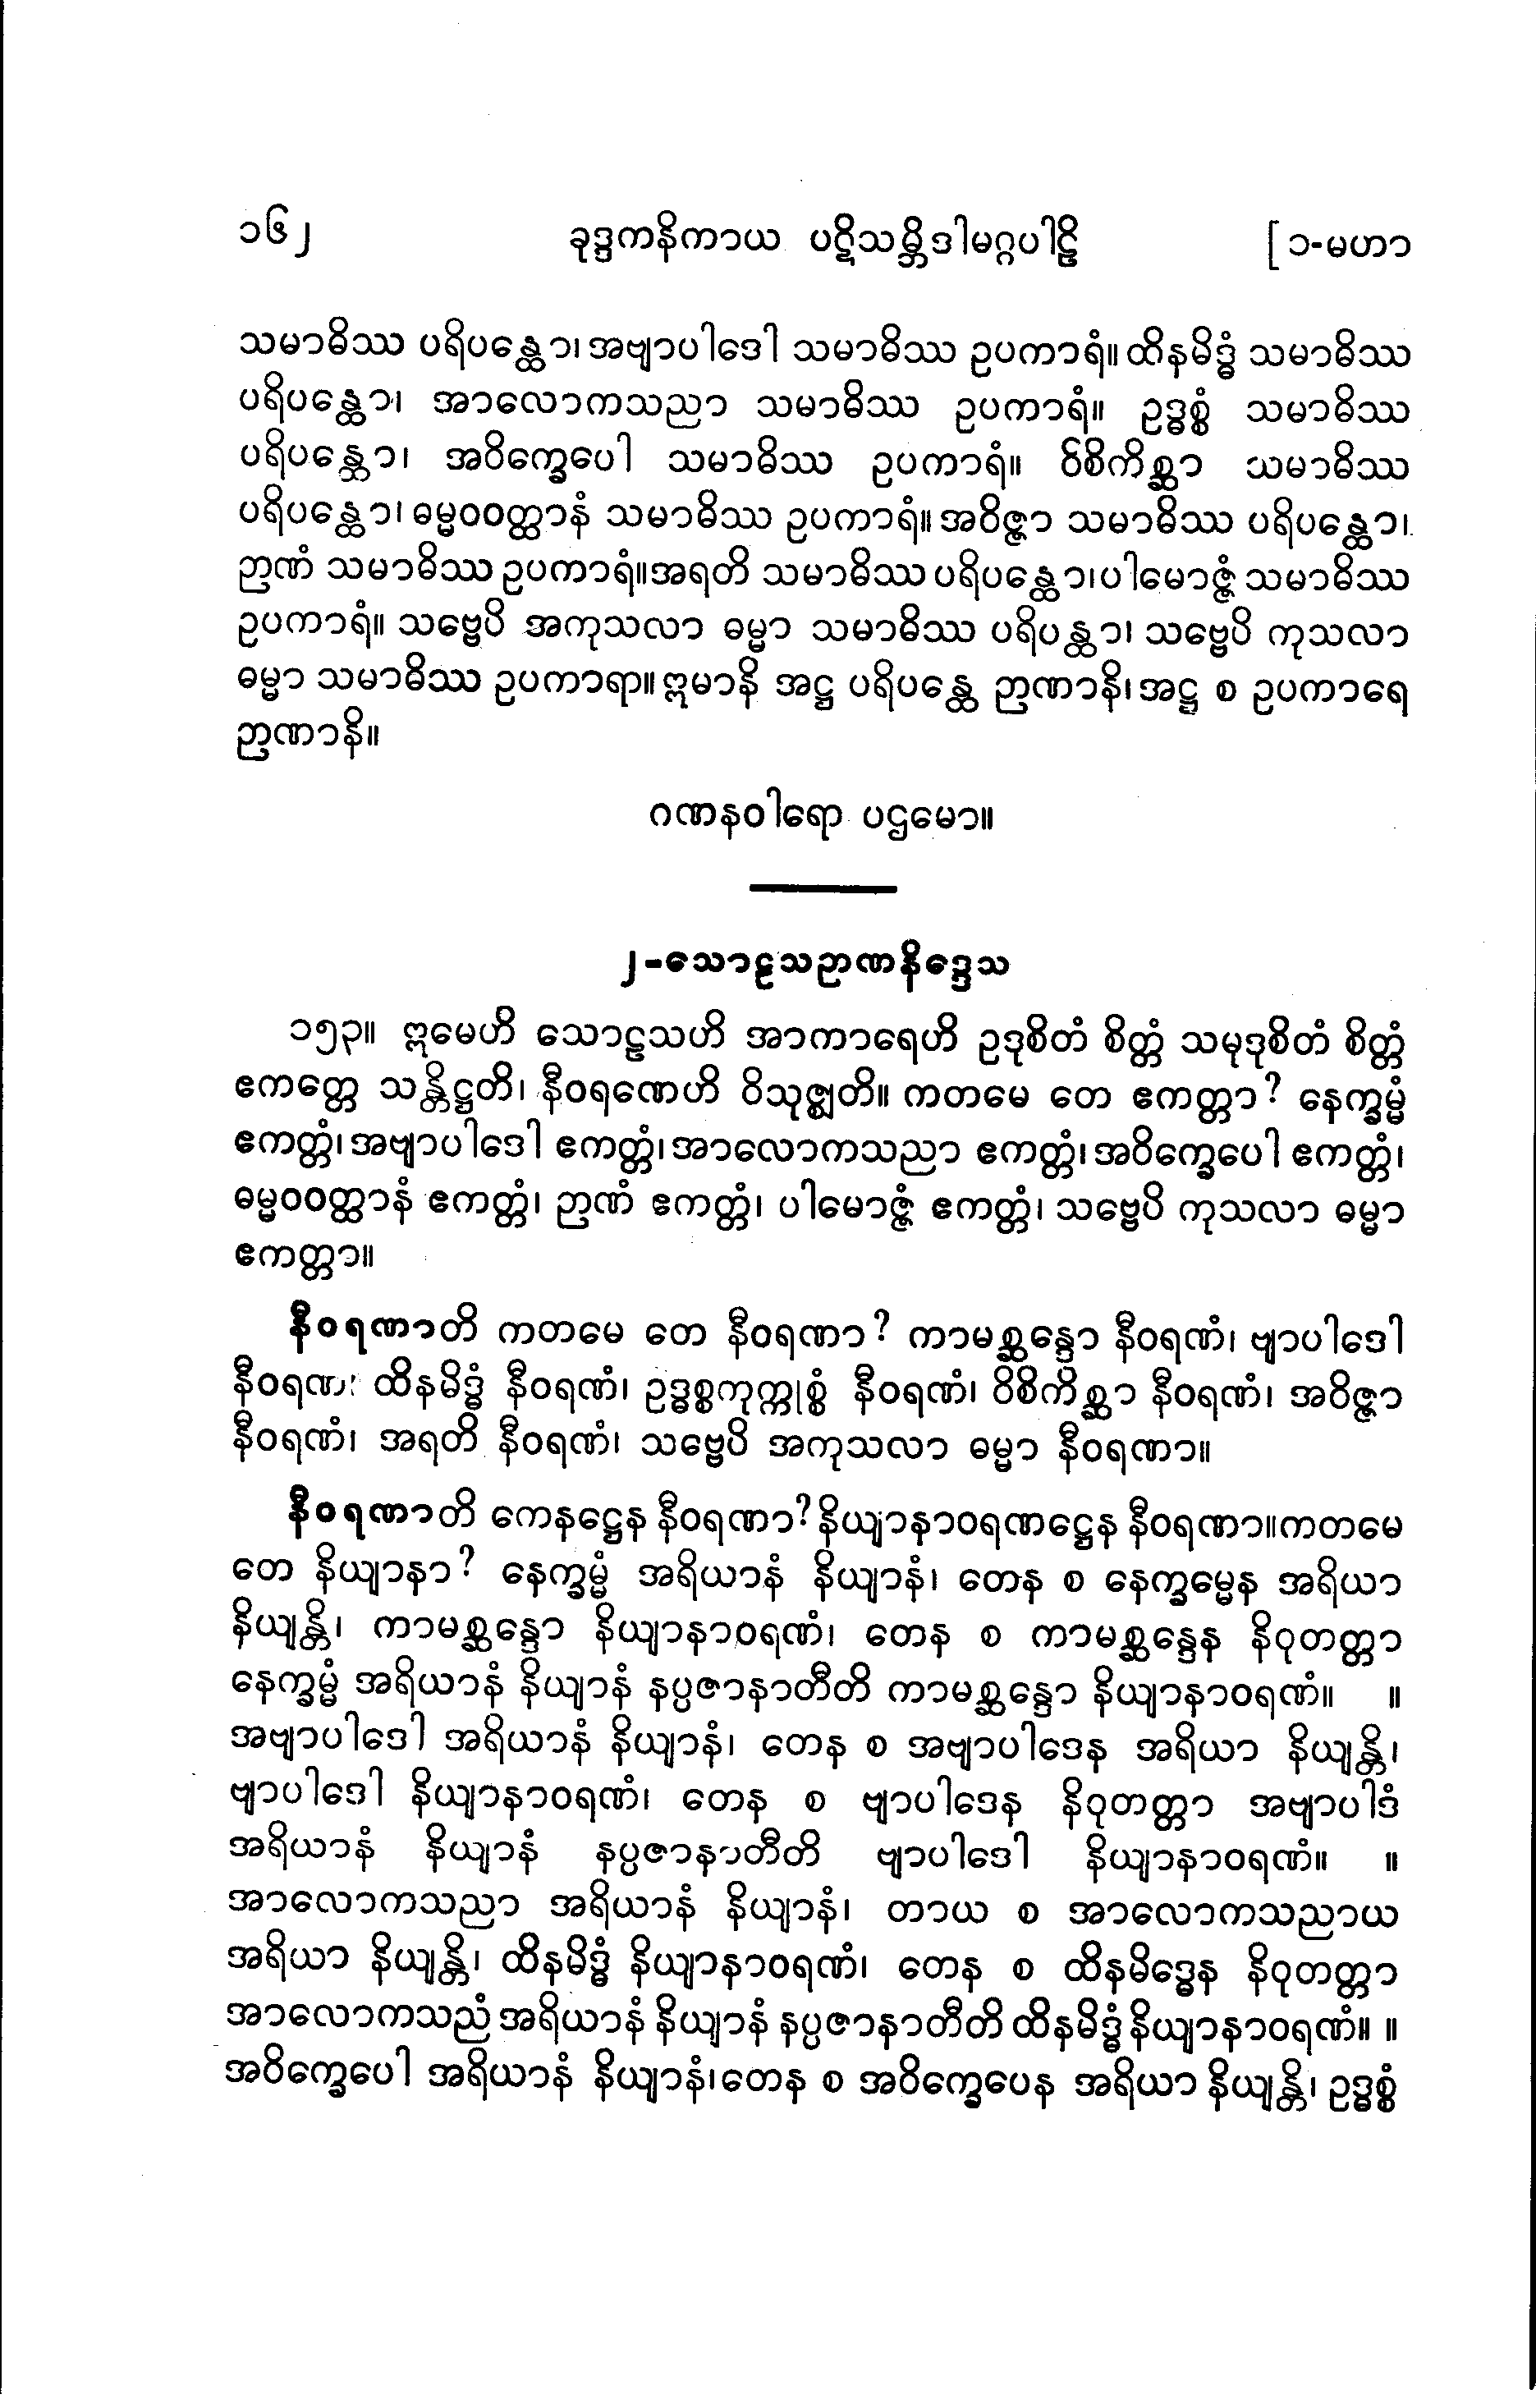 ၁၆၂ ခုဒ္ဒကနိကာယ ပဋိသမ္ဘိဒါမဂ္ဂပါဠိ [ ၁-မဟာ
သမာဓိဿ ပရိပန္ထော၊ အဗျာပါဒေါ သမာဓိဿ ဥပကာရံ။ ထိနမိဒ္ဓံ သမာဓိဿ
ပရိပန္ထော၊ အာလောကသညာ သမာဓိဿ ဥပကာရံ။ ဥဒ္ဓစ္စံ သမာဓိဿ
ပရိပန္ထော၊ အဝိက္ခေပေါ သမာဓိဿ ဥပကာရံ။ ဝိစိကိစ္ဆာ သမာဓိဿ
ပရိပန္ထော၊ ဓမ္မဝဝတ္ထာနံ သမာဓိဿ ဥပကာရံ။ အဝိဇ္ဇာ သမာဓိဿ ပရိပန္ထော၊
ဉာဏံ သမာဓိဿ ဥပကာရံ။ အရတိ သမာဓိဿ ပရိပန္ထော၊ ပါမောဇ္ဇံ သမာဓိဿ
ဥပကာရံ။ သဗ္ဗေပိ အကုသလာ ဓမ္မာ သမာဓိဿ ပရိပန္ထာ၊ သဗ္ဗေပိ ကုသလာ
ဓမ္မာ သမာဓိဿ ဥပကာရာ။ ဣမာနိ အဋ္ဌ ပရိပန္ထေ ဉာဏာနိ၊ အဋ္ဌ စ ဥပကာရေ
ဉာဏာနိ။
ဂဏနဝါရော ပဌမော။
၂-သောဠသဉာဏနိဒ္ဒေသ
၁၅၃။ ဣမေဟိ သောဠသဟိ အာကာရေဟိ ဥဒုစိတံ စိတ္တံ သမုဒုစိတံ စိတ္တံ
ဧကတ္တေ သန္တိဋ္ဌတိ၊ နီဝရဏေဟိ ဝိသုဇ္ဈတိ။ ကတမေ တေ ဧကတ္တာ? နေက္ခမ္မံ
ဧကတ္တံ၊ အဗျာပါဒေါ ဧကတ္တံ၊ အာလောကသညာ ဧကတ္တံ၊ အဝိက္ခေပေါ ဧကတ္တံ၊
ဓမ္မဝဝတ္ထာနံ ဧကတ္တံ၊ ဉာဏံ ဧကတ္တံ၊ ပါမောဇ္ဇံ ဧကတ္တံ၊ သဗ္ဗေပိ ကုသလာ ဓမ္မာ
ဧကတ္တာ။
နီဝရဏာတိ ကတမေ တေ နီဝရဏာ? ကာမစ္ဆန္ဒော နီဝရဏံ၊ ဗျာပါဒေါ
နီဝရဏံ၊ ထိနမိဒ္ဓံ နီဝရဏံ၊ ဥဒ္ဓစ္စကုက္ကုစ္စံ နီဝရဏံ၊ ဝိစိကိစ္ဆာ နီဝရဏံ၊ အဝိဇ္ဇာ
နီဝရဏံ၊ အရတိ နီဝရဏံ၊ သဗ္ဗေပိ အကုသလာ ဓမ္မာ နီဝရဏာ။
နီဝရဏာတိ ကေနဋ္ဌေန နီဝရဏာ? နိယျာနာဝရဏဋ္ဌေန နီဝရဏာ။ ကတမေ
တေ နိယျာနာ? နေက္ခမ္မံ အရိယာနံ နိယျာနံ၊ တေန စ နေက္ခမ္မေန အရိယာ
နိယျန္တိ၊ ကာမစ္ဆန္ဒော နိယျာနာဝရဏံ၊ တေန စ ကာမစ္ဆန္ဒေန နိဝုတတ္တာ
နေက္ခမ္မံ အရိယာနံ နိယျာနံ နပ္ပဇာနာတီတိ ကာမစ္ဆန္ဒော နိယျာနာဝရဏံ။ ။
အဗျာပါဒေါ အရိယာနံ နိယျာနံ၊ တေန စ အဗျာပါဒေန အရိယာ နိယျန္တိ၊
ဗျာပါဒေါ နိယျာနာဝရဏံ၊ တေန စ ဗျာပါဒေန နိဝုတတ္တာ အဗျာပါဒံ
အရိယာနံ နိယျာနံ နပ္ပဇာနာတီတိ ဗျာပါဒေါ နိယျာနာဝရဏံ။ ။
အာလောကသညာ အရိယာနံ နိယျာနံ၊ တာယ စ အာလောကသညာယ
အရိယာ နိယျန္တိ၊ ထိနမိဒ္ဓံ နိယျာနာဝရဏံ၊ တေန စ ထိနမိဒ္ဓေန နိဝုတတ္တာ
အာလောကသညံ အရိယာနံ နိယျာနံ နပ္ပဇာနာတီတိ ထိနမိဒ္ဓံ နိယျာနာဝရဏံ။ ။
အဝိက္ခေပေါ အရိယာနံ နိယျာနံ၊ တေန စ အဝိက္ခေပေန အရိယာ နိယျန္တိ၊ ဥဒ္ဓစ္စံ